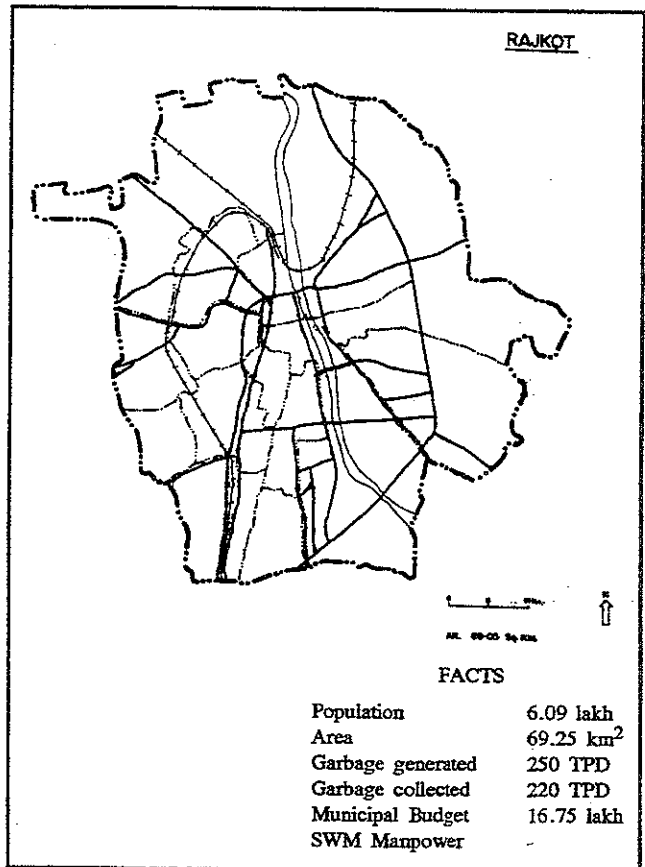 RAJKOT
FACTS
Population 6.09 lakh
Area 69.25 km²
Garbage generated 250 TPD
Garbage collected 220 TPD
Municipal Budget 16.75 lakh
SWM Manpower -